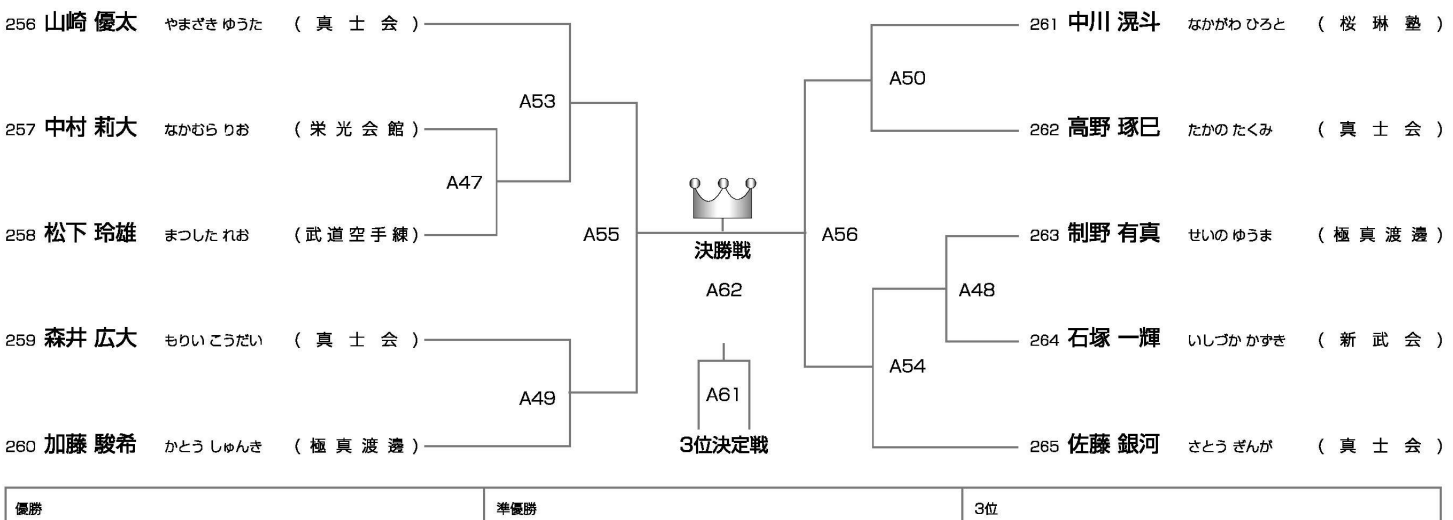 256 山崎 優太 やまざき ゆうた (真士会)
257 中村 莉大 なかむら りお (栄光会館)
258 松下 玲雄 まつした れお (武道空手練)
259 森井 広大 もりい こうだい (真士会)
260 加藤 駿希 かとう しゅんき (極真渡邊)
A53
A47
A55
A49
決勝戦
A62
A61
3位決定戦
A50
A56
A48
A54
261 中川 滉斗 なかがわ ひろと (桜琳塾)
262 高野 琢巳 たかの たくみ (真士会)
263 制野 有真 せいの ゆうま (極真渡邊)
264 石塚 一輝 いしづか かずき (新武会)
265 佐藤 銀河 さとう ぎんが (真士会)
優勝 準優勝 3位